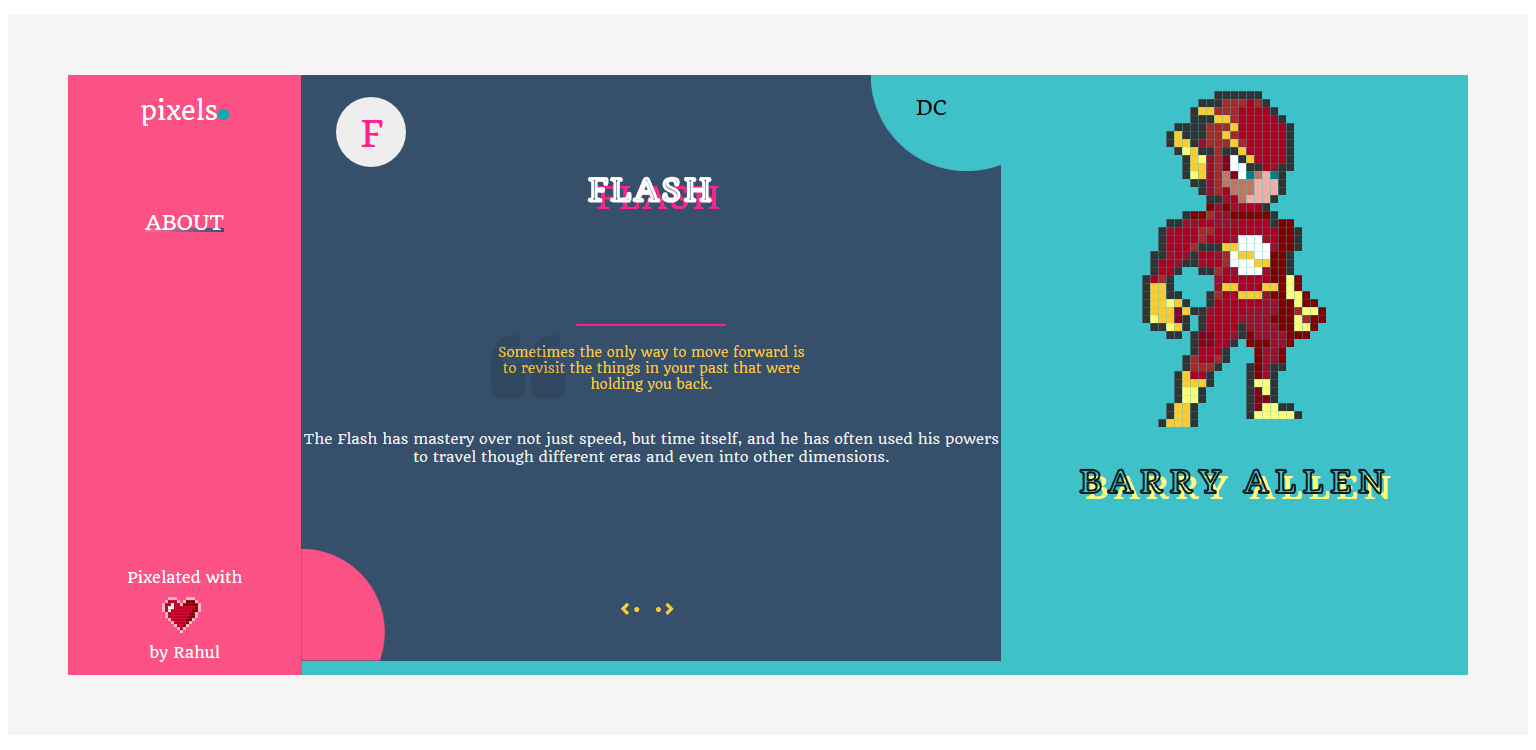 pixels.
ABOUT
Pixelated with
by Rahul
F
DC
FLASH
Sometimes the only way to move forward is
to revisit the things in your past that were
holding you back.
The Flash has mastery over not just speed, but time itself, and he has often used his powers
to travel though different eras and even into other dimensions.
BARRY ALLEN